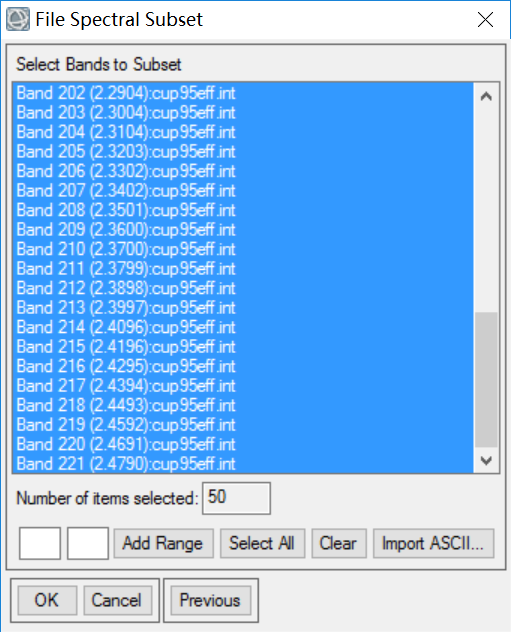 File Spectral Subset
Select Bands to Subset
Band 202 (2.2904):cup95eff.int
Band 203 (2.3004):cup95eff.int
Band 204 (2.3104):cup95eff.int
Band 205 (2.3203):cup95eff.int
Band 206 (2.3302):cup95eff.int
Band 207 (2.3402):cup95eff.int
Band 208 (2.3501):cup95eff.int
Band 209 (2.3600):cup95eff.int
Band 210 (2.3700):cup95eff.int
Band 211 (2.3799):cup95eff.int
Band 212 (2.3898):cup95eff.int
Band 213 (2.3997):cup95eff.int
Band 214 (2.4096):cup95eff.int
Band 215 (2.4196):cup95eff.int
Band 216 (2.4295):cup95eff.int
Band 217 (2.4394):cup95eff.int
Band 218 (2.4493):cup95eff.int
Band 219 (2.4592):cup95eff.int
Band 220 (2.4691):cup95eff.int
Band 221 (2.4790):cup95eff.int
Number of items selected: 50
Add Range Select All Clear Import ASCII...
OK Cancel Previous